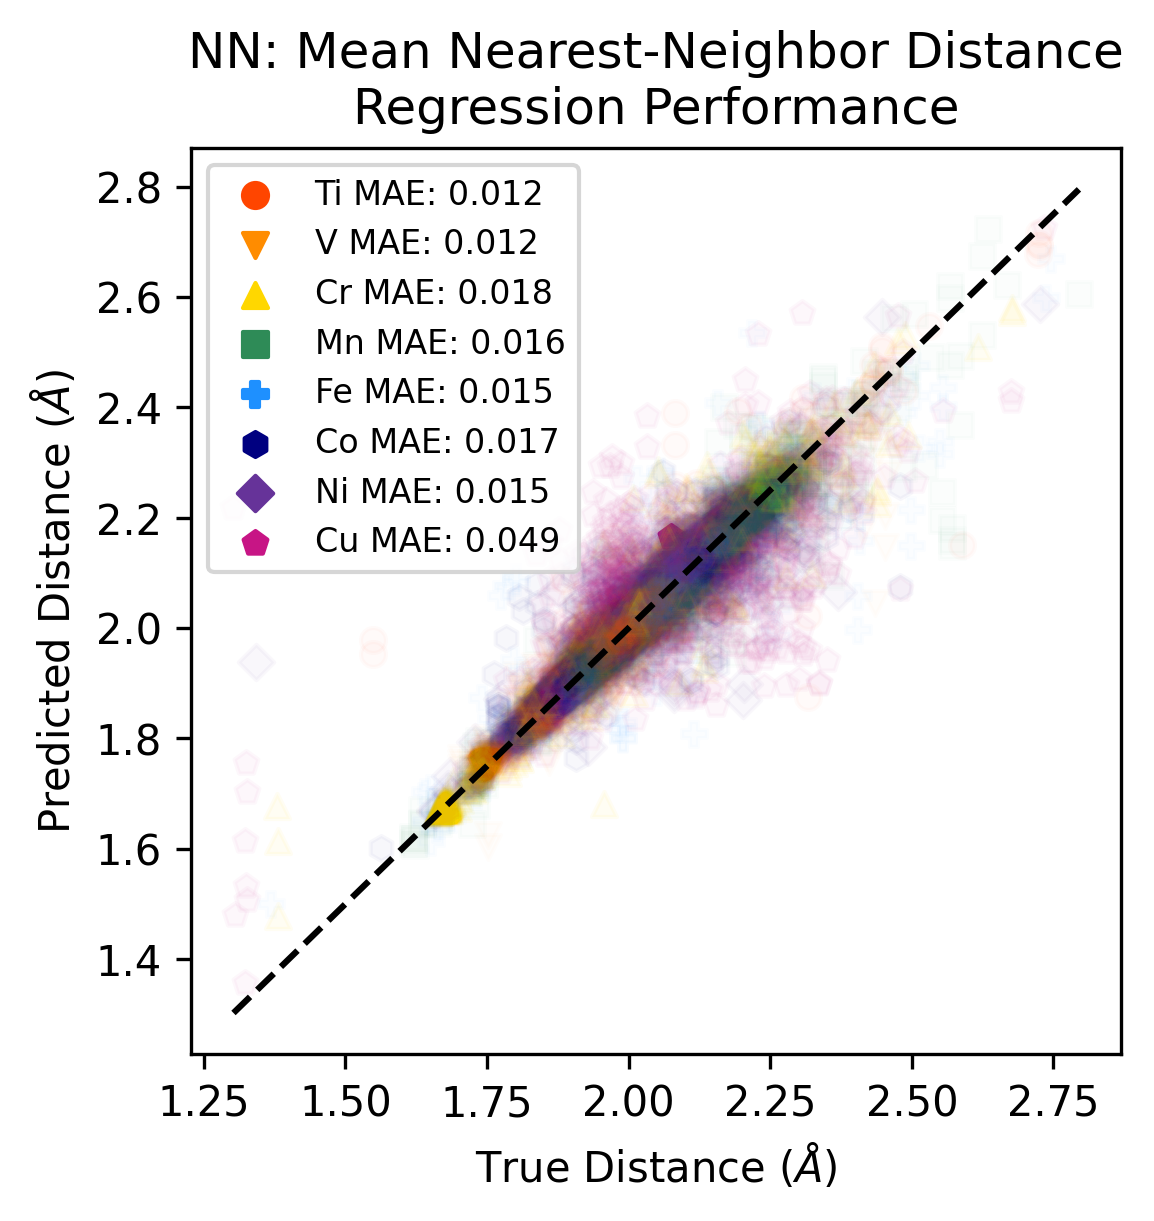 NN: Mean Nearest-Neighbor Distance
Regression Performance
Ti MAE: 0.012
V MAE: 0.012
Cr MAE: 0.018
Mn MAE: 0.016
Fe MAE: 0.015
Co MAE: 0.017
Ni MAE: 0.015
Cu MAE: 0.049
2.8
2.6
2.4
2.2
2.0
1.8
1.6
1.4
Predicted Distance (Å)
1.25 1.50 1.75 2.00 2.25 2.50 2.75
True Distance (Å)